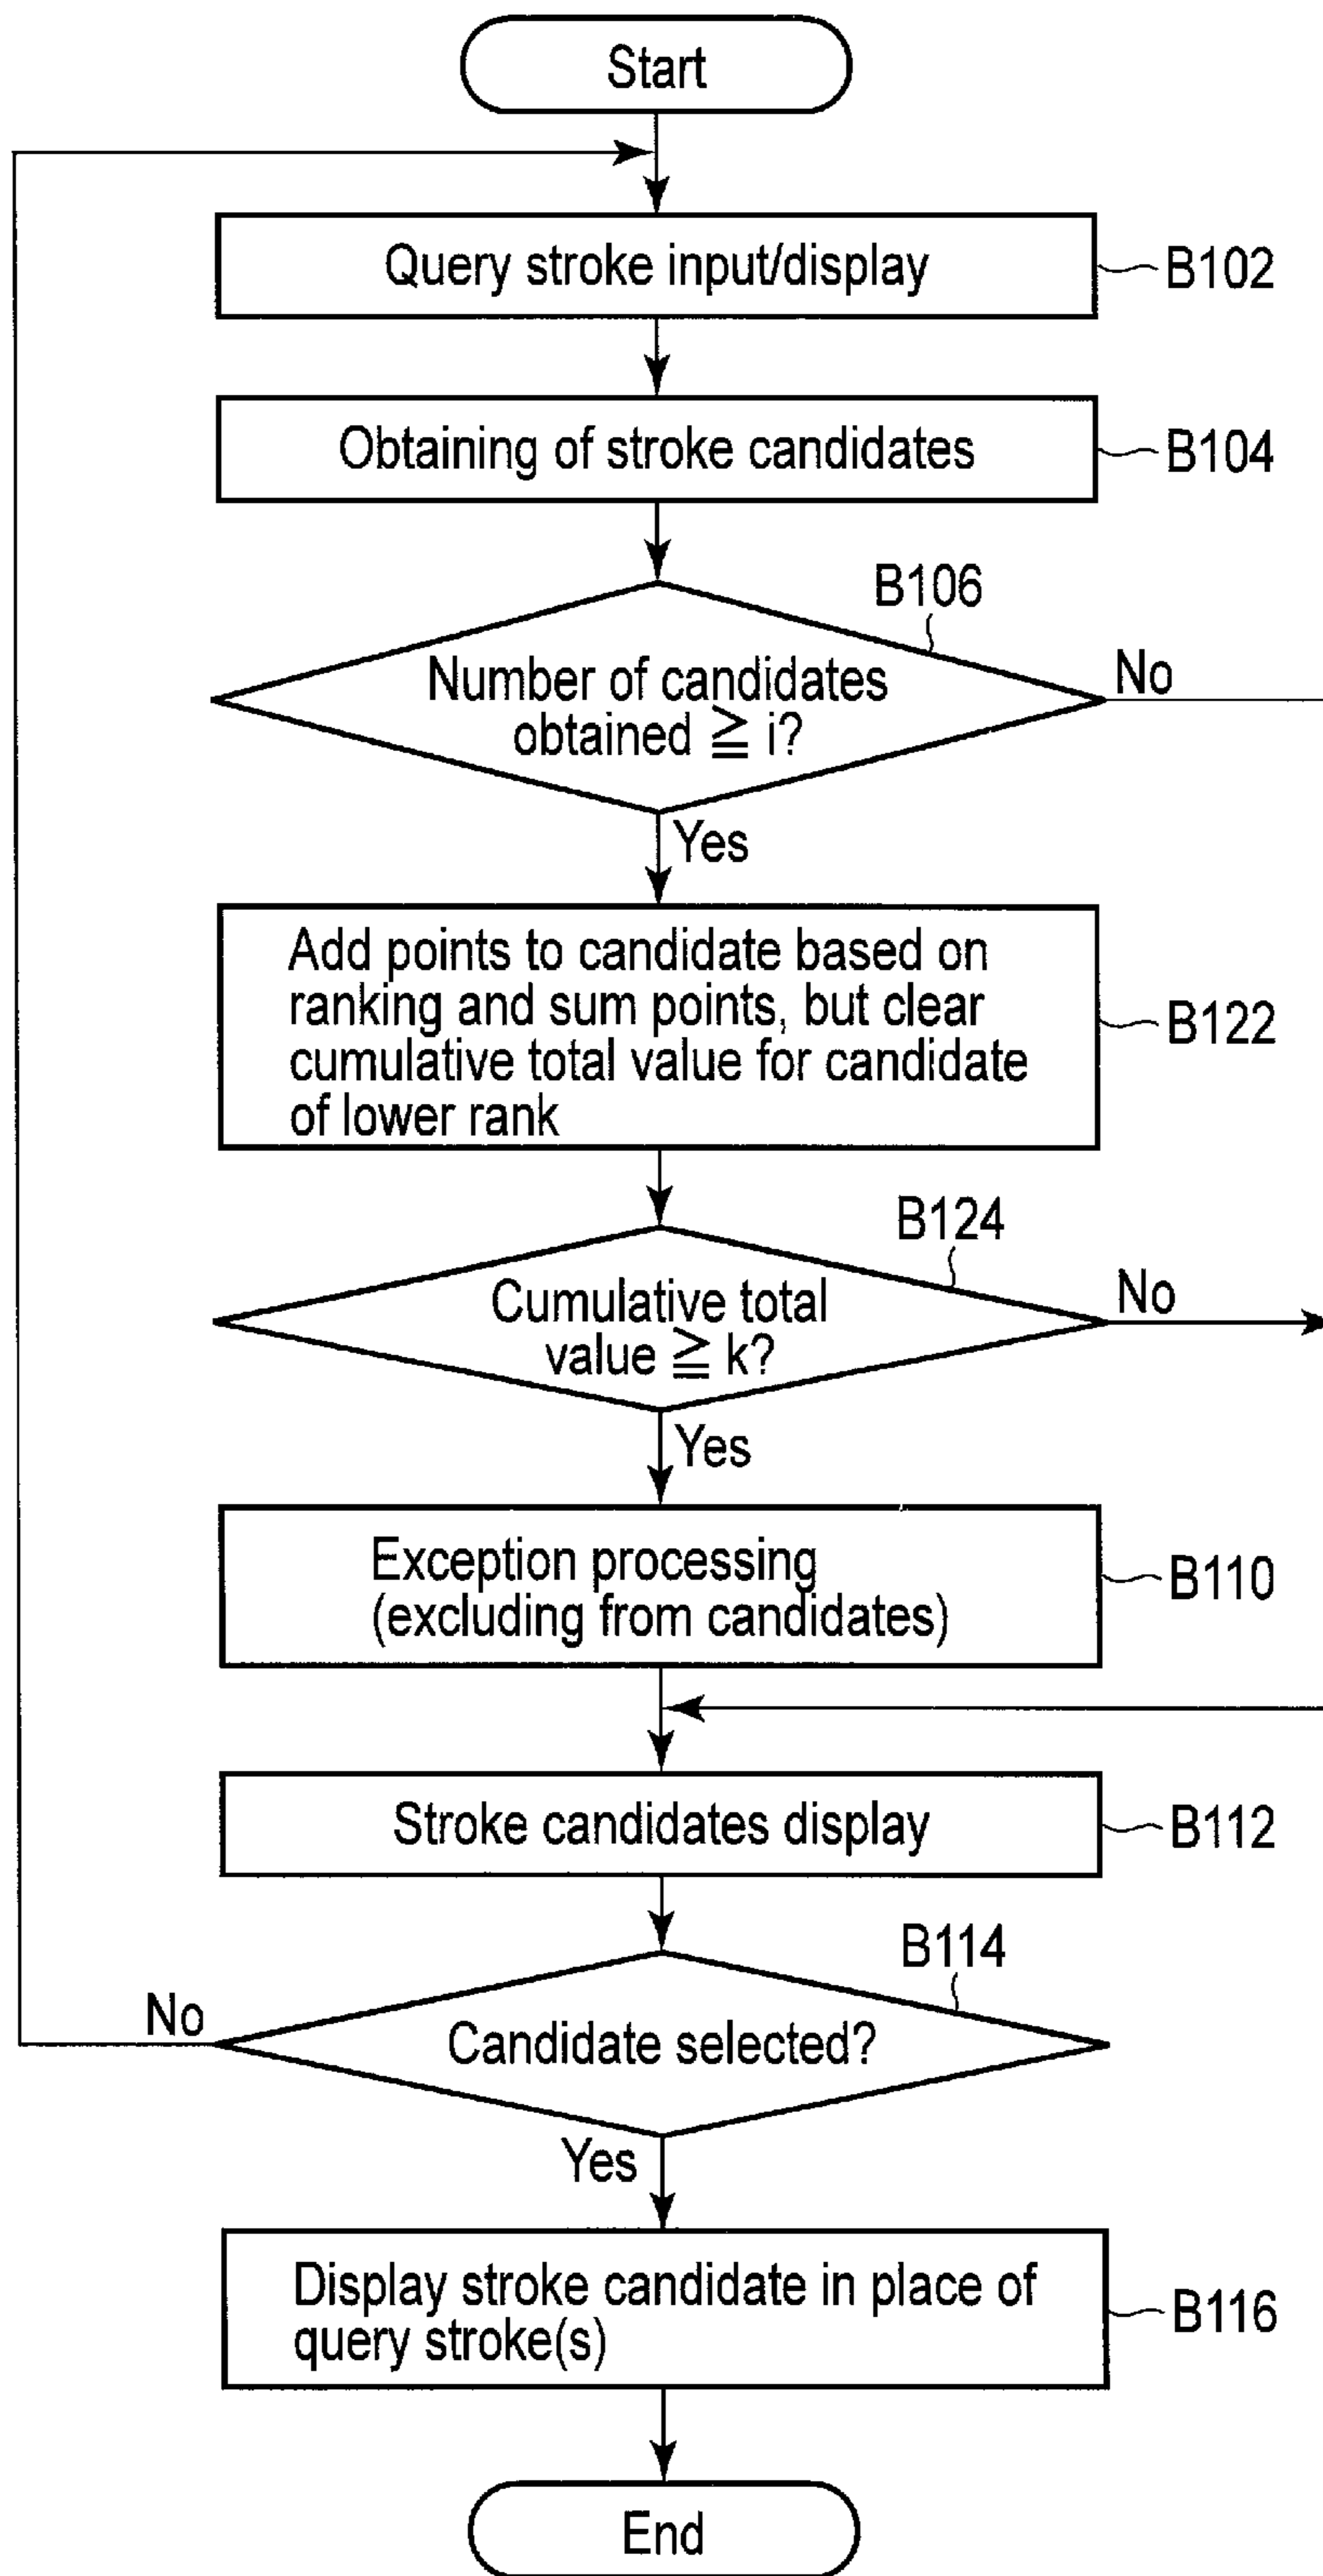 Start
Query stroke input/display
B102
Obtaining of stroke candidates
B104
B106
Number of candidates
obtained ≧ i?
No
Yes
Add points to candidate based on
ranking and sum points, but clear
cumulative total value for candidate
of lower rank
B122
B124
Cumulative total
value ≧ k?
No
Yes
Exception processing
(excluding from candidates)
B110
Stroke candidates display
B112
B114
No
Candidate selected?
Yes
Display stroke candidate in place of
query stroke(s)
B116
End